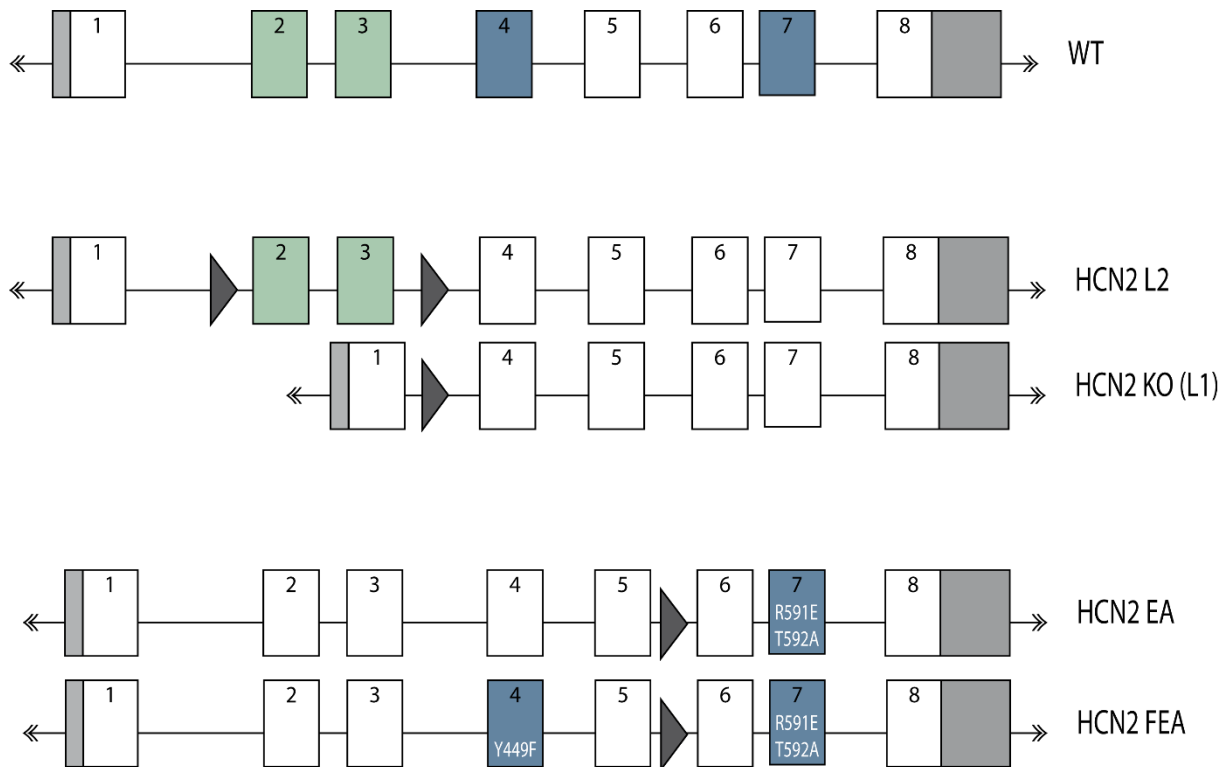 1 2 3 4 5 6 7 8 WT
1 2 3 4 5 6 7 8 HCN2 L2
1 4 5 6 7 8 HCN2 KO (L1)
1 2 3 4 5 6 7 8 HCN2 EA
R591E
T592A
1 2 3 4 5 6 7 8 HCN2 FEA
R591E
Y449F T592A